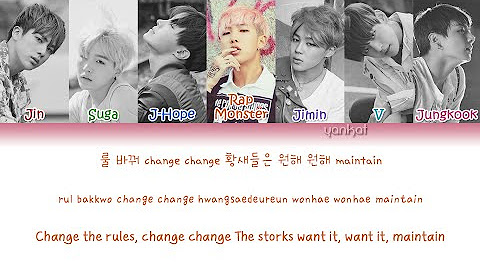 Jin Suga J-Hope Rap Monster Jimin V Jungkook
yankat
룰 바꿔 change change 황새들은 원해 원해 maintain
rul bakkwo change change hwangsaedeureun wonhae wonhae maintain
Change the rules, change change The storks want it, want it, maintain